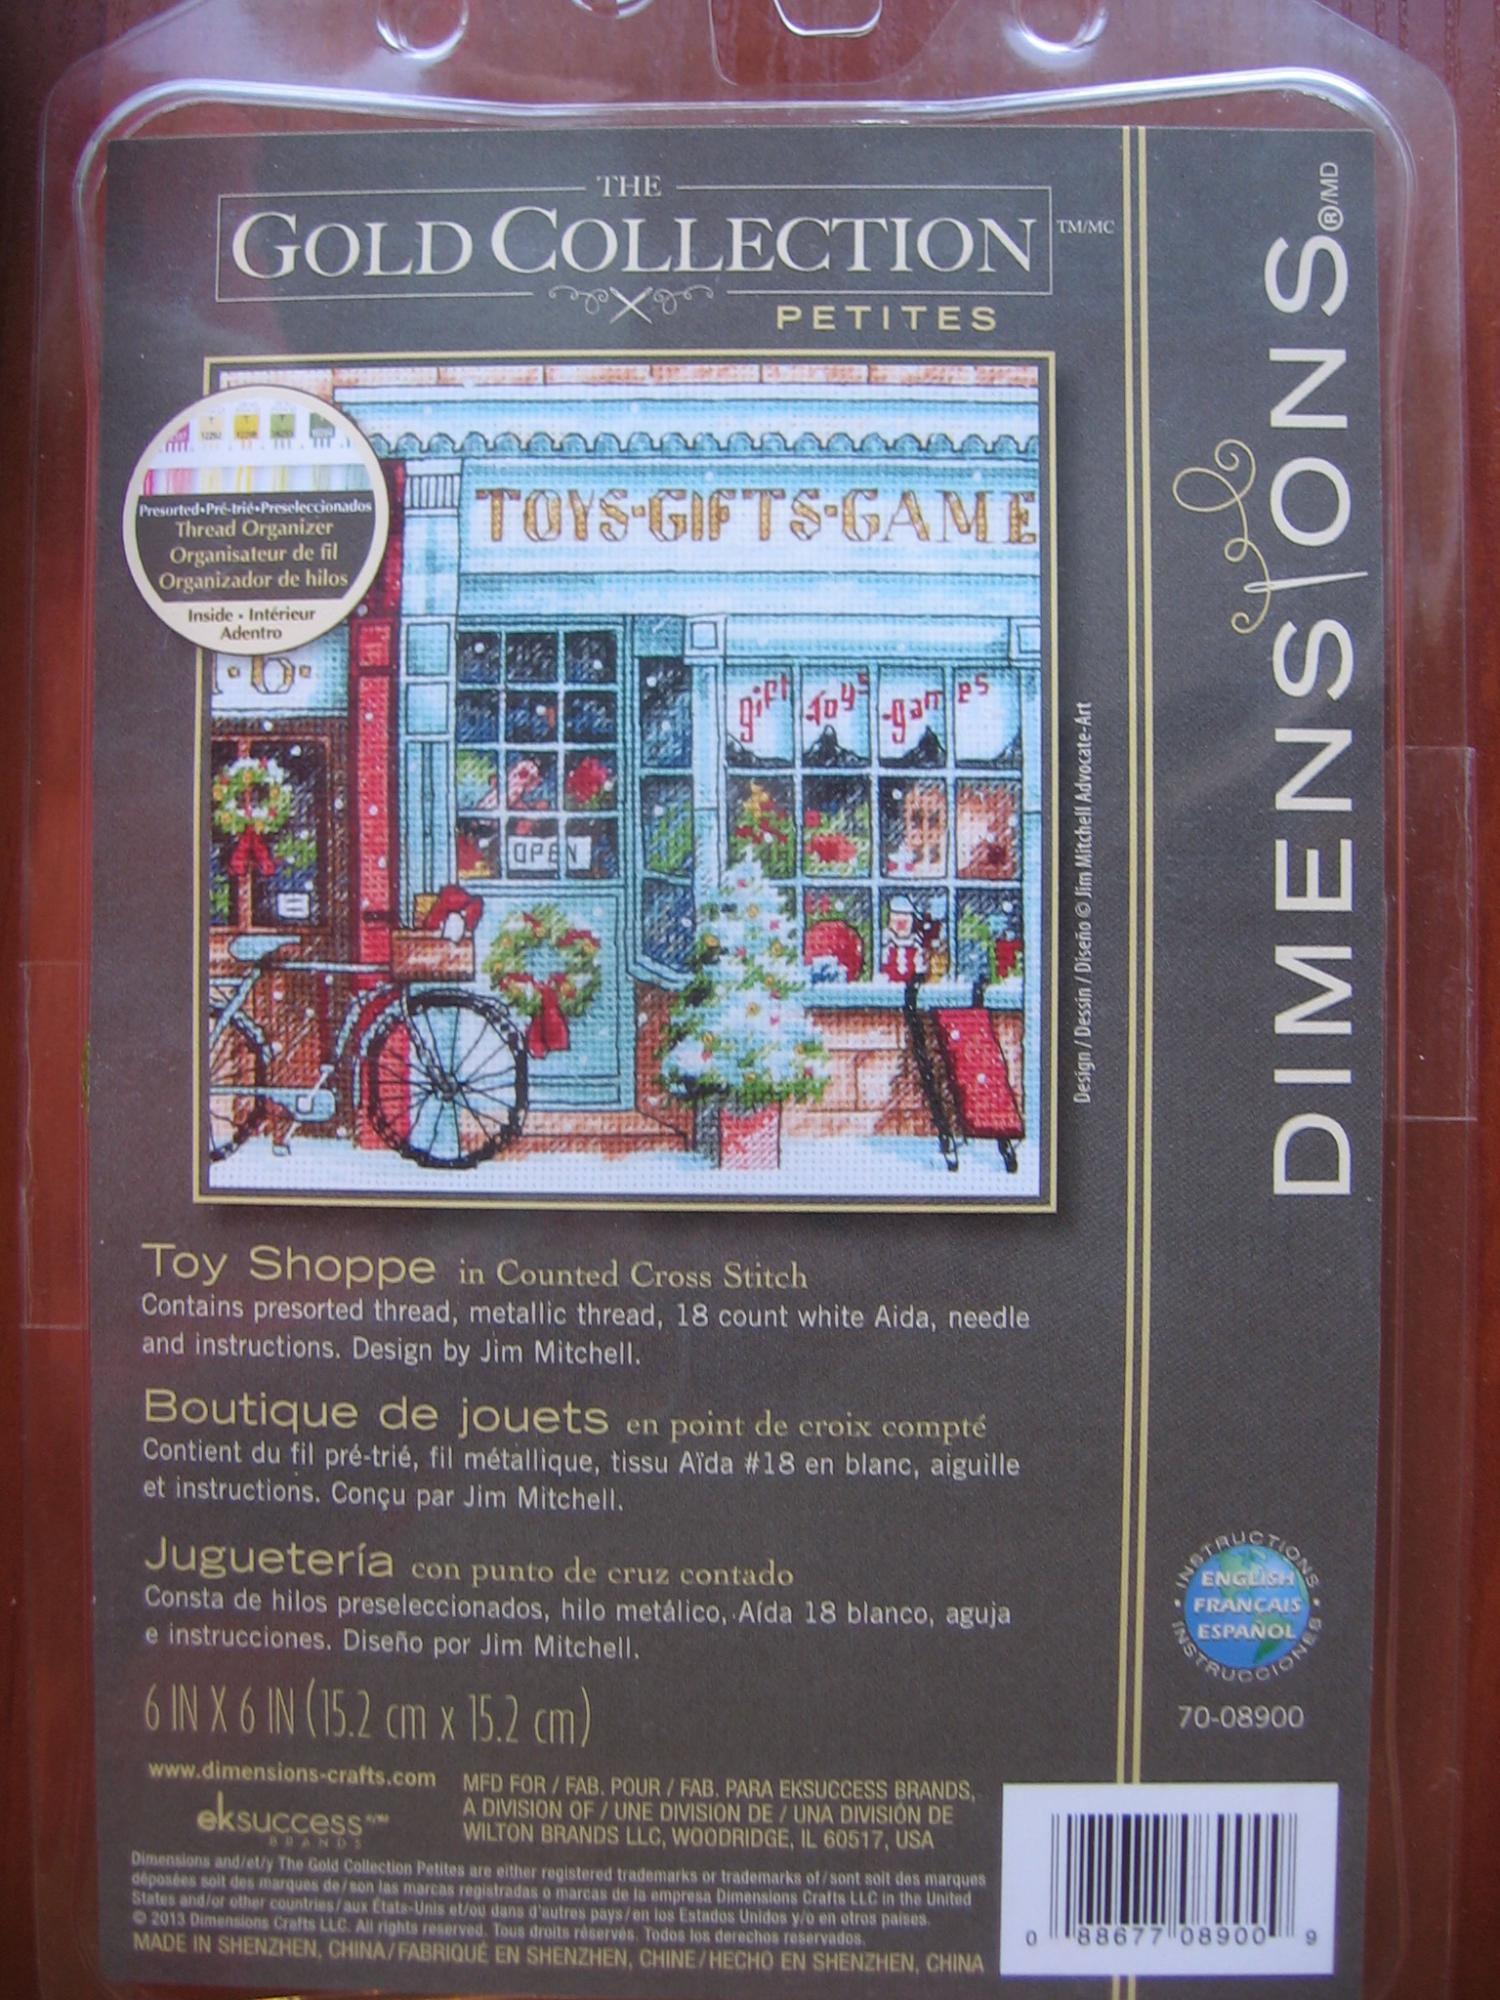 THE
GOLD COLLECTION TM/MC
PETITES
Presorted•Pré-trié•Preseleccionados
Thread Organizer
Organisateur de fil
Organizador de hilos
Inside • Intérieur
Adentro
TOYS·GIFTS·GAME
·6·
gift toys games
OPEN
Design / Dessin / Diseño © Jim Mitchell Advocate-Art
DIMENSIONS®/MD
Toy Shoppe in Counted Cross Stitch
Contains presorted thread, metallic thread, 18 count white Aida, needle
and instructions. Design by Jim Mitchell.
Boutique de jouets en point de croix compté
Contient du fil pré-trié, fil métallique, tissu Aïda #18 en blanc, aiguille
et instructions. Conçu par Jim Mitchell.
Juguetería con punto de cruz contado
Consta de hilos preseleccionados, hilo metálico, Aída 18 blanco, aguja
e instrucciones. Diseño por Jim Mitchell.
6 IN X 6 IN (15.2 cm x 15.2 cm)
INSTRUCTIONS
ENGLISH
FRANÇAIS
ESPAÑOL
INSTRUCCIONES
70-08900
www.dimensions-crafts.com
eksuccess
BRANDS
MFD FOR / FAB. POUR / FAB. PARA EKSUCCESS BRANDS,
A DIVISION OF / UNE DIVISION DE / UNA DIVISIÓN DE
WILTON BRANDS LLC, WOODRIDGE, IL 60517, USA
Dimensions and/et/y The Gold Collection Petites are either registered trademarks or trademarks of/sont soit des marques
déposées soit des marques de/son las marcas registradas o marcas de la empresa Dimensions Crafts LLC in the United
States and/or other countries/aux États-Unis et/ou dans d'autres pays/en los Estados Unidos y/o en otros países.
© 2013 Dimensions Crafts LLC. All rights reserved. Tous droits réservés. Todos los derechos reservados.
MADE IN SHENZHEN, CHINA/FABRIQUÉ EN SHENZHEN, CHINE/HECHO EN SHENZHEN, CHINA
0 88677 08900 9